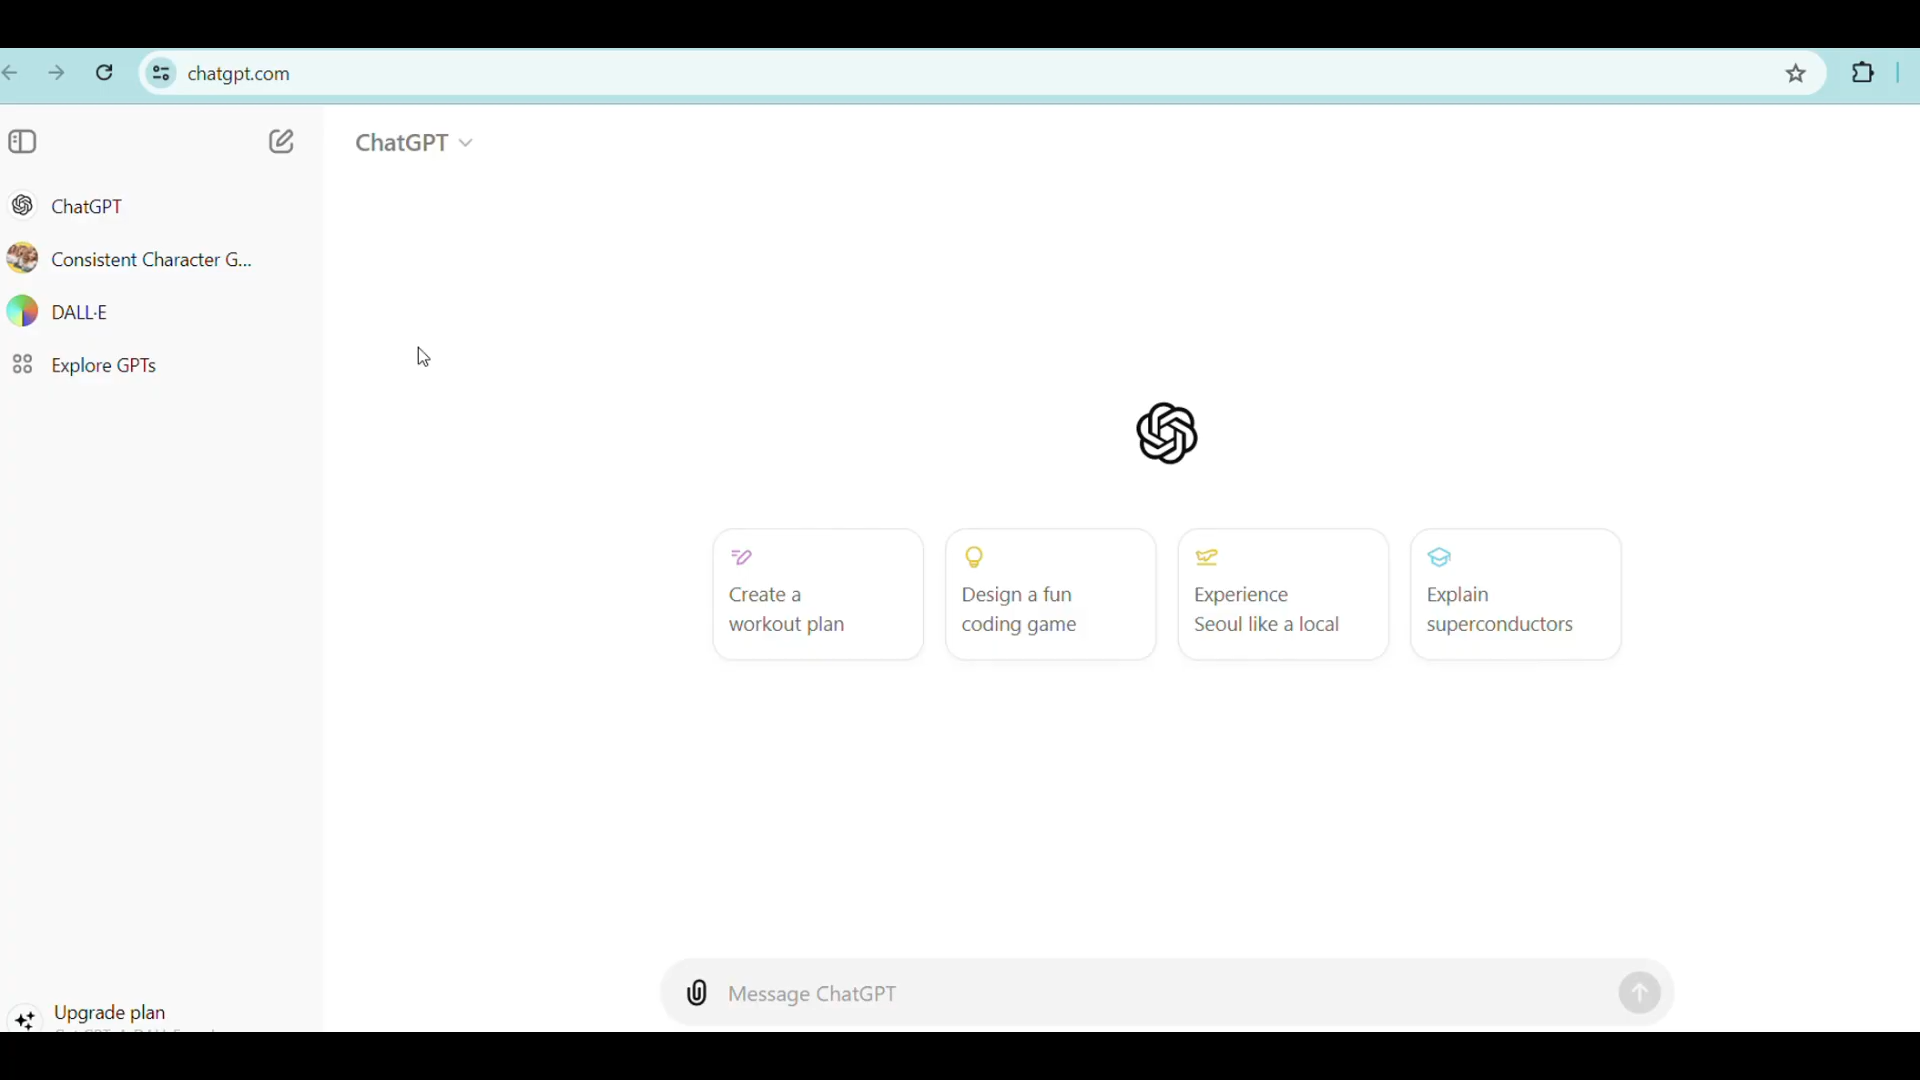 chatgpt.com
ChatGPT
ChatGPT
Consistent Character G...
DALL·E
Explore GPTs
Create a
workout plan
Design a fun
coding game
Experience
Seoul like a local
Explain
superconductors
Message ChatGPT
Upgrade plan